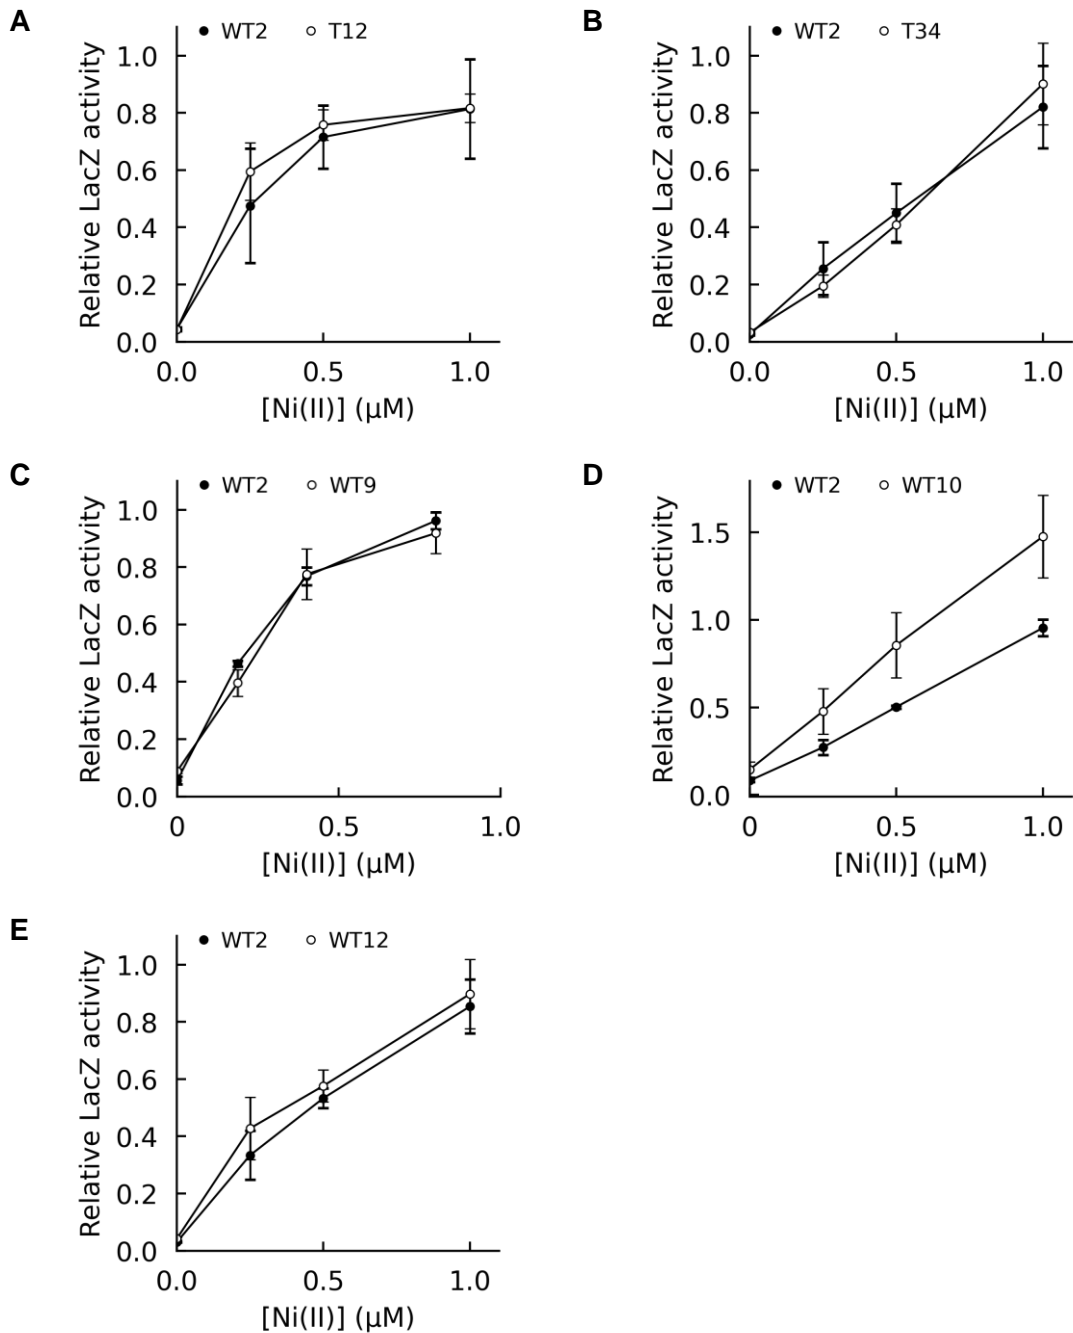 A
WT2 T12
Relative LacZ activity
1.0
0.8
0.6
0.4
0.2
0.0
0.0 0.5 1.0
[Ni(II)] (μM)
B
WT2 T34
Relative LacZ activity
1.0
0.8
0.6
0.4
0.2
0.0
0.0 0.5 1.0
[Ni(II)] (μM)
C
WT2 WT9
Relative LacZ activity
1.0
0.8
0.6
0.4
0.2
0.0
0 0.5 1.0
[Ni(II)] (μM)
D
WT2 WT10
Relative LacZ activity
1.5
1.0
0.5
0.0
0 0.5 1.0
[Ni(II)] (μM)
E
WT2 WT12
Relative LacZ activity
1.0
0.8
0.6
0.4
0.2
0.0
0.0 0.5 1.0
[Ni(II)] (μM)